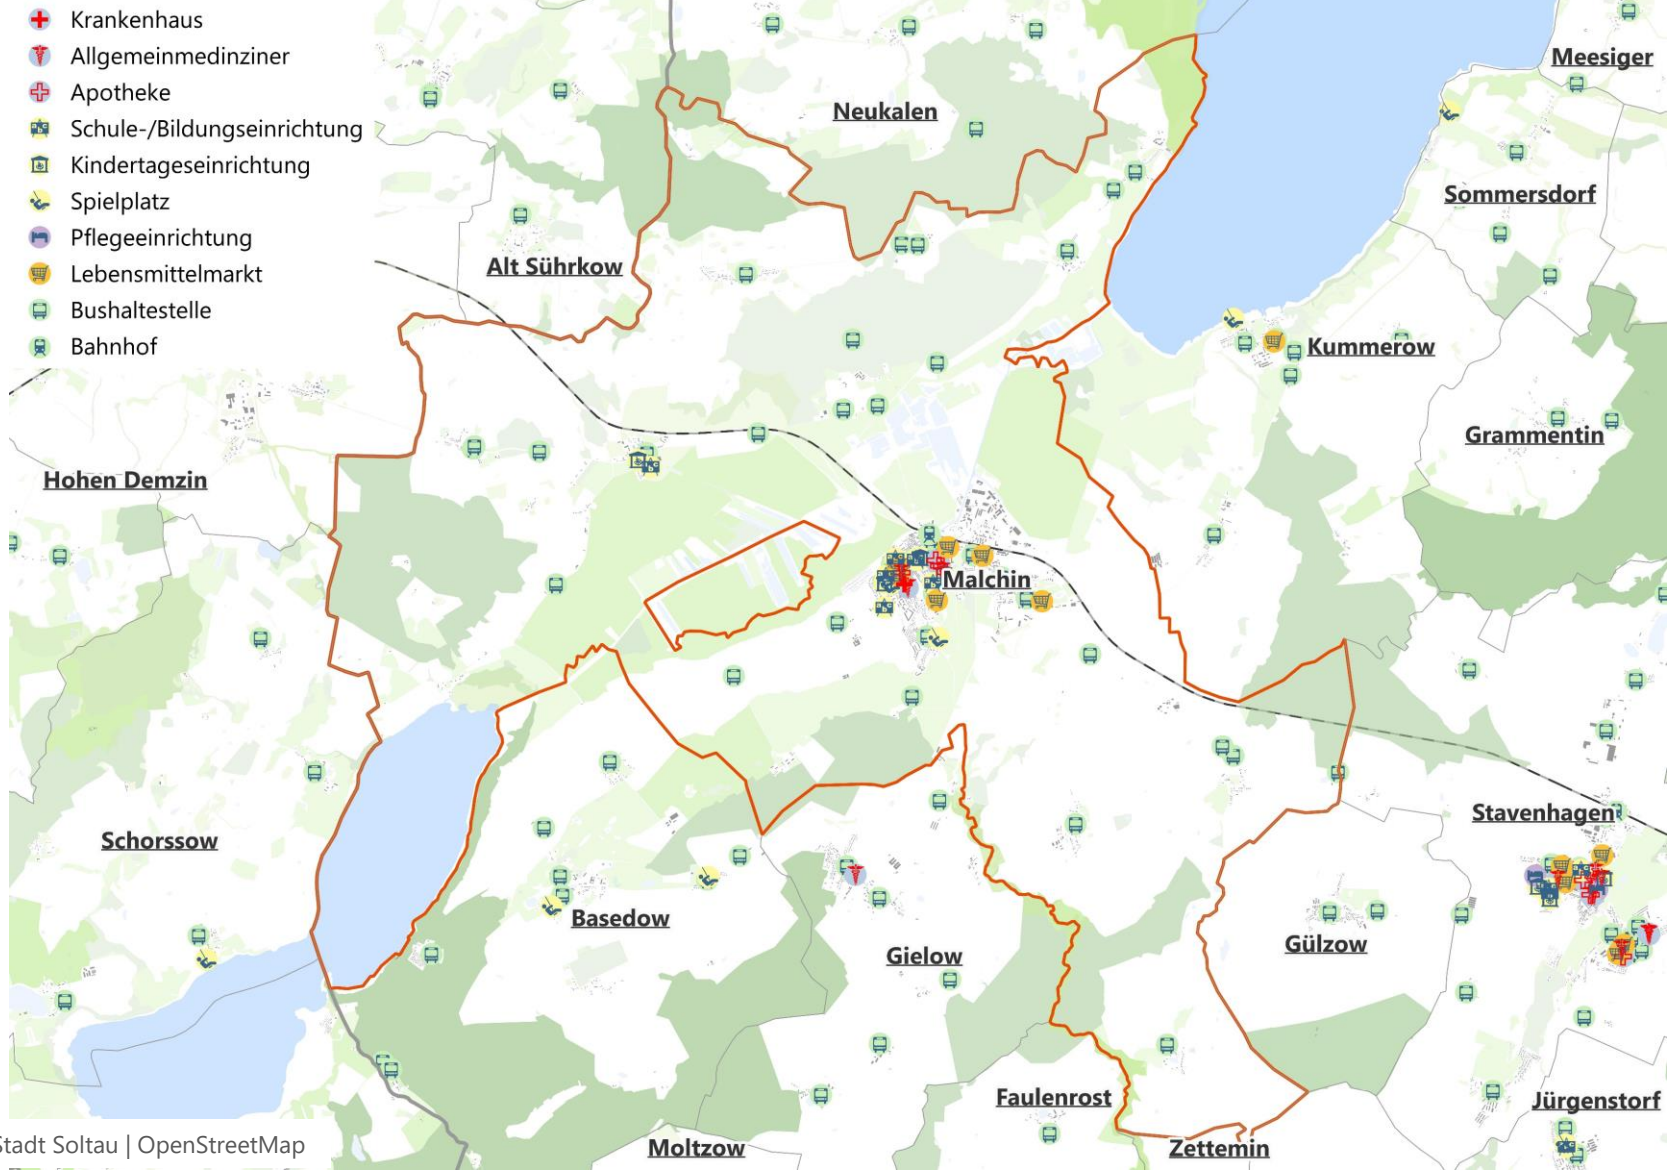 Krankenhaus
Allgemeinmedinziner
Apotheke
Schule-/Bildungseinrichtung
Kindertageseinrichtung
Spielplatz
Pflegeeinrichtung
Lebensmittelmarkt
Bushaltestelle
Bahnhof
Meesiger
Neukalen
Sommersdorf
Alt Sührkow
Kummerow
Grammentin
Hohen Demzin
Malchin
Stavenhagen
Schorssow
Basedow
Gülzow
Gielow
Faulenrost
Jürgenstorf
Moltzow
Zettemin
Stadt Soltau | OpenStreetMap